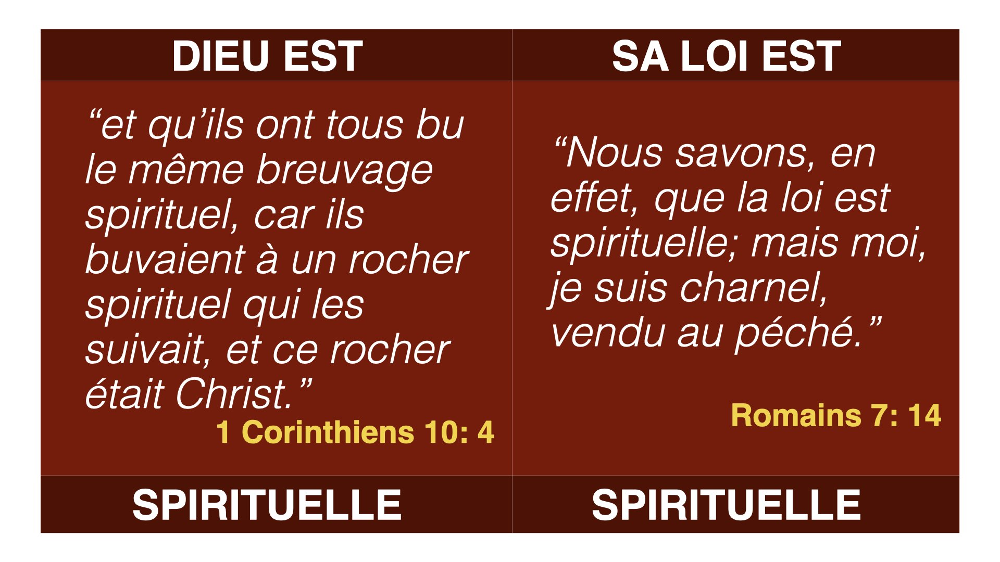 DIEU EST
“et qu’ils ont tous bu
le même breuvage
spirituel, car ils
buvaient à un rocher
spirituel qui les
suivait, et ce rocher
était Christ.”
1 Corinthiens 10: 4
SPIRITUELLE
SA LOI EST
“Nous savons, en
effet, que la loi est
spirituelle; mais moi,
je suis charnel,
vendu au péché.”
Romains 7: 14
SPIRITUELLE